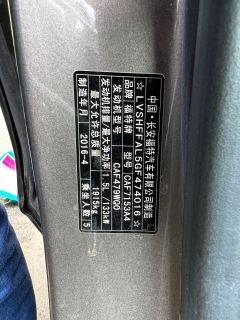 中国·长安福特汽车有限公司制造
☆LVSHFFAL5GF474016☆
品牌 福特牌 型号 CAF7153A4
发动机型号 CAF479WQ0
发动机排量/最大净功率 1.5L /133kW
最大允许总质量 1915kg
制造年月 2016-4 乘坐人数 5